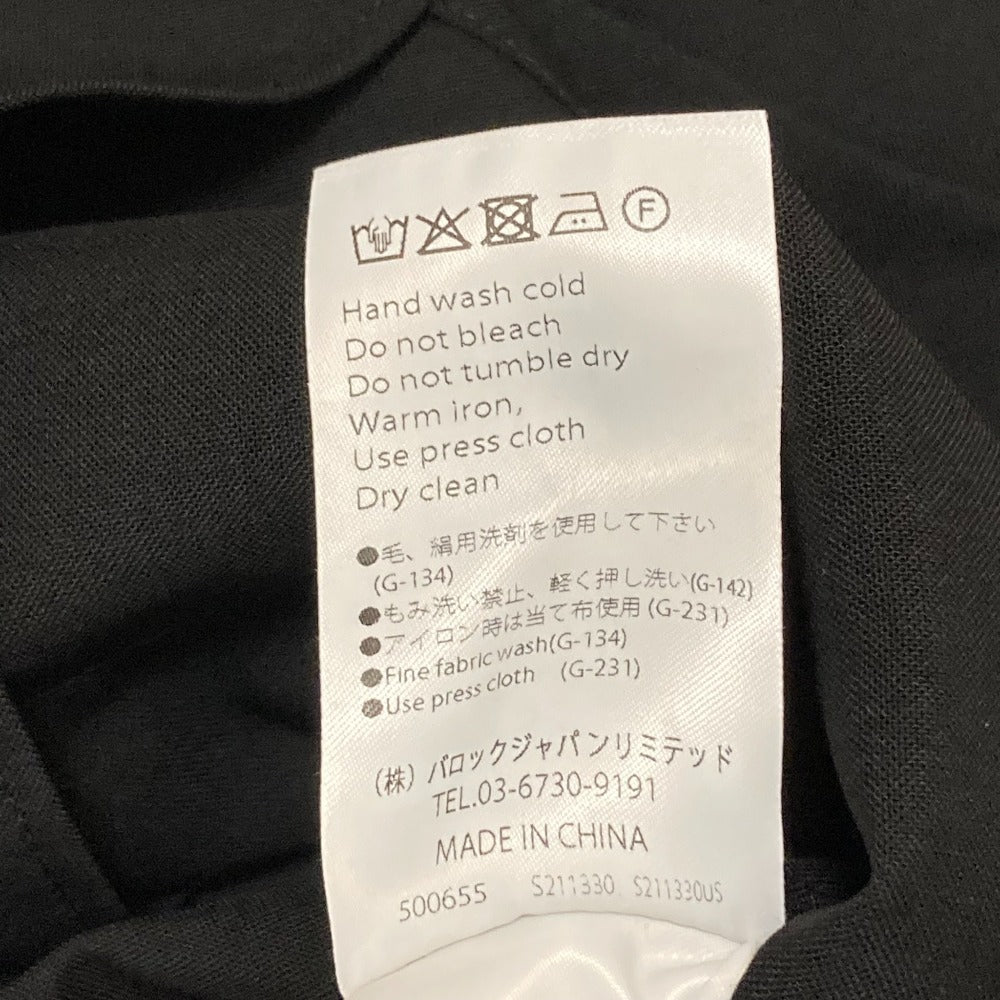 F
Hand wash cold
Do not bleach
Do not tumble dry
Warm iron,
Use press cloth
Dry clean
●毛、絹用洗剤を使用して下さい
(G-134)
●もみ洗い禁止、軽く押し洗い(G-142)
●アイロン時は当て布使用 (G-231)
●Fine fabric wash(G-134)
●Use press cloth (G-231)
(株) バロックジャパンリミテッド
TEL.03-6730-9191
MADE IN CHINA
500655 S211330 S211330US